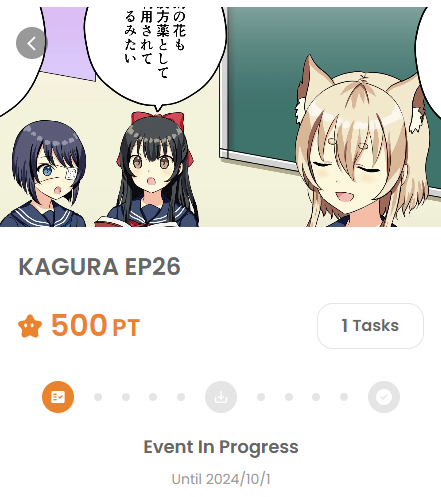 の花も
方薬として
用されて
るみたい
KAGURA EP26
500 PT
1 Tasks
Event In Progress
Until 2024/10/1